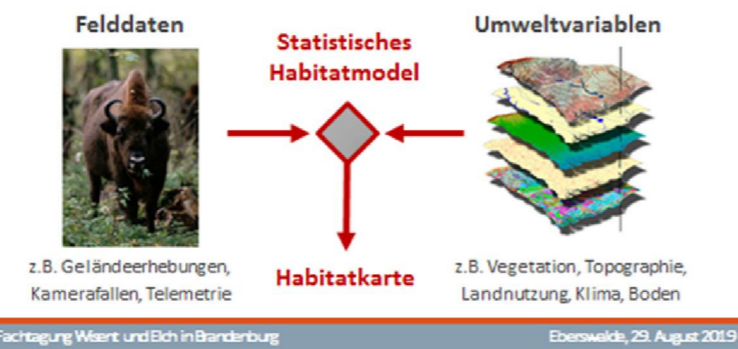 Felddaten
Statistisches
Habitatmodel
Umweltvariablen
z.B. Geländeerhebungen,
Kamerafallen, Telemetrie
Habitatkarte
z.B. Vegetation, Topographie,
Landnutzung, Klima, Boden
Fachtagung Wisent und Elch in Brandenburg
Eberswalde, 29. August 2019